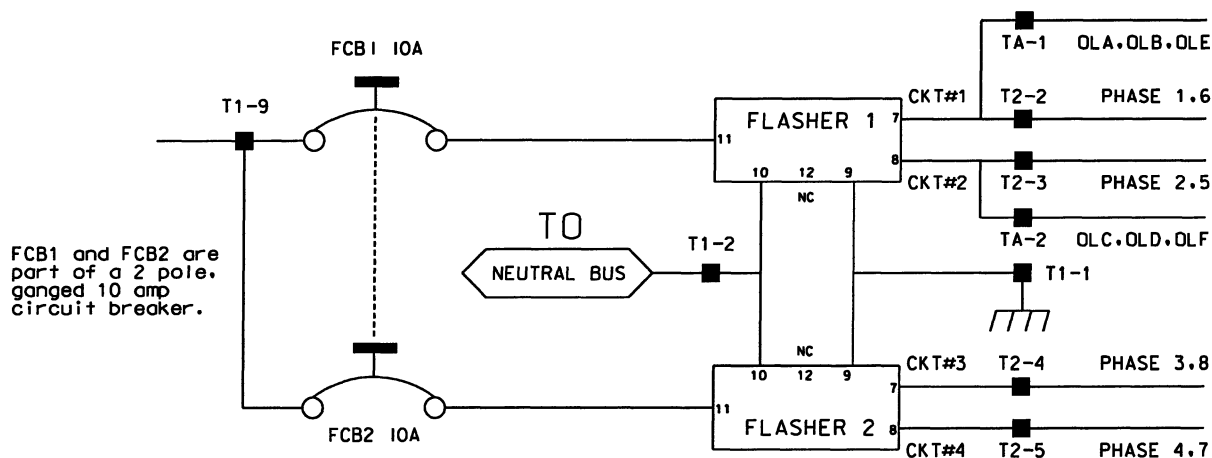 FCB1 10A
TA-1 OLA.OLB.OLE
T1-9
CKT#1 T2-2 PHASE 1.6
FLASHER 1
11
7
8
10 12 9
NC
CKT#2 T2-3 PHASE 2.5
TA-2 OLC.OLD.OLF
TO
NEUTRAL BUS
T1-2
T1-1
FCB1 and FCB2 are
part of a 2 pole.
ganged 10 amp
circuit breaker.
NC
10 12 9
CKT#3 T2-4 PHASE 3.8
11
7
8
FLASHER 2
FCB2 10A
CKT#4 T2-5 PHASE 4.7